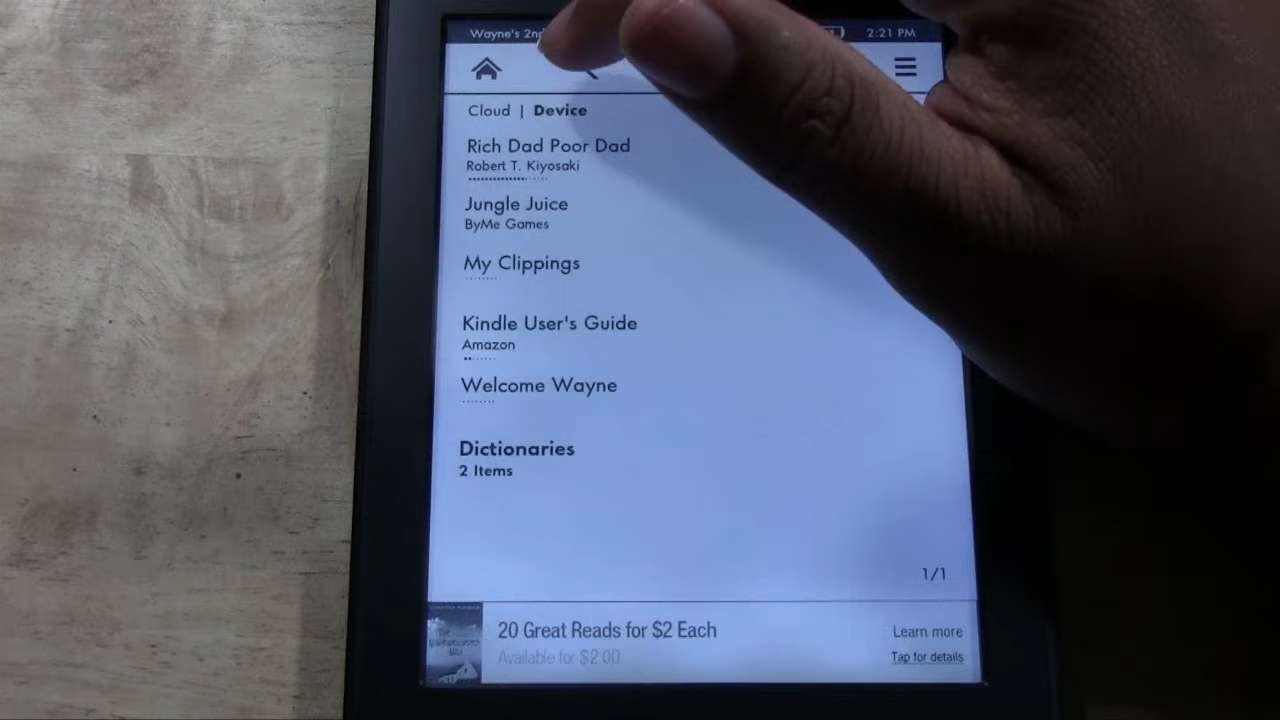 Wayne's 2nd
2:21 PM
Cloud | Device
Rich Dad Poor Dad
Robert T. Kiyosaki
Jungle Juice
ByMe Games
My Clippings
Kindle User's Guide
Amazon
Welcome Wayne
Dictionaries
2 Items
1/1
20 Great Reads for $2 Each
Learn more
Available for $2.00
Tap for details